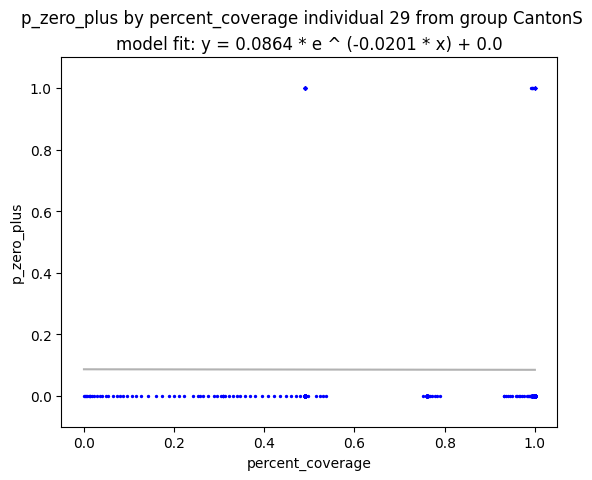 p_zero_plus by percent_coverage individual 29 from group CantonS
model fit: y = 0.0864 * e ^ (-0.0201 * x) + 0.0
1.0
0.8
0.6
0.4
0.2
0.0
p_zero_plus
0.0 0.2 0.4 0.6 0.8 1.0
percent_coverage